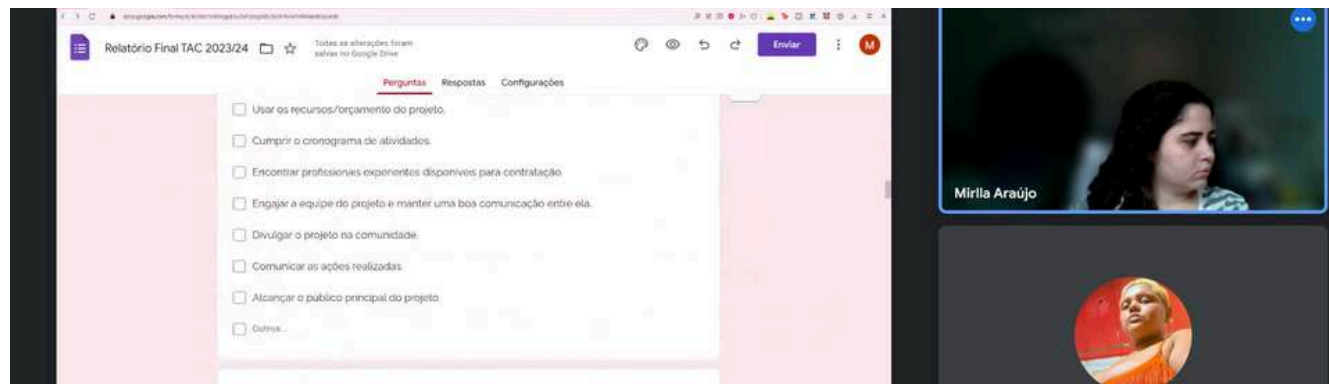 Relatório Final TAC 2023/24
Todas as alterações foram
salvas no Google Drive
Enviar
M
Perguntas Respostas Configurações
Usar os recursos/orçamento do projeto.
Cumprir o cronograma de atividades.
Encontrar profissionais experientes disponíveis para contratação.
Engajar a equipe do projeto e manter uma boa comunicação entre ela.
Divulgar o projeto na comunidade.
Comunicar as ações realizadas.
Alcançar o público principal do projeto.
Outros...
Mirlla Araújo